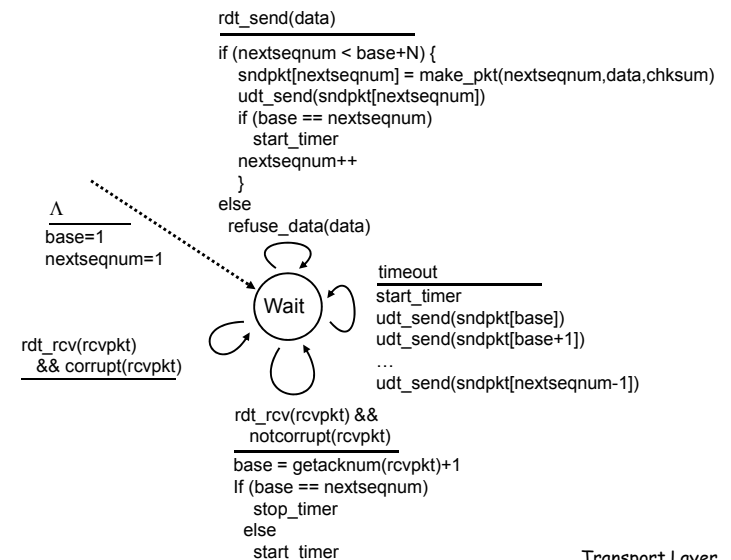 rdt_send(data)
if (nextseqnum < base+N) {
sndpkt[nextseqnum] = make_pkt(nextseqnum,data,chksum)
udt_send(sndpkt[nextseqnum])
if (base == nextseqnum)
start_timer
nextseqnum++
}
else
refuse_data(data)
Λ
base=1
nextseqnum=1
Wait
timeout
start_timer
udt_send(sndpkt[base])
udt_send(sndpkt[base+1])
…
udt_send(sndpkt[nextseqnum-1])
rdt_rcv(rcvpkt)
&& corrupt(rcvpkt)
rdt_rcv(rcvpkt) &&
notcorrupt(rcvpkt)
base = getacknum(rcvpkt)+1
If (base == nextseqnum)
stop_timer
else
start_timer
Transport Layer